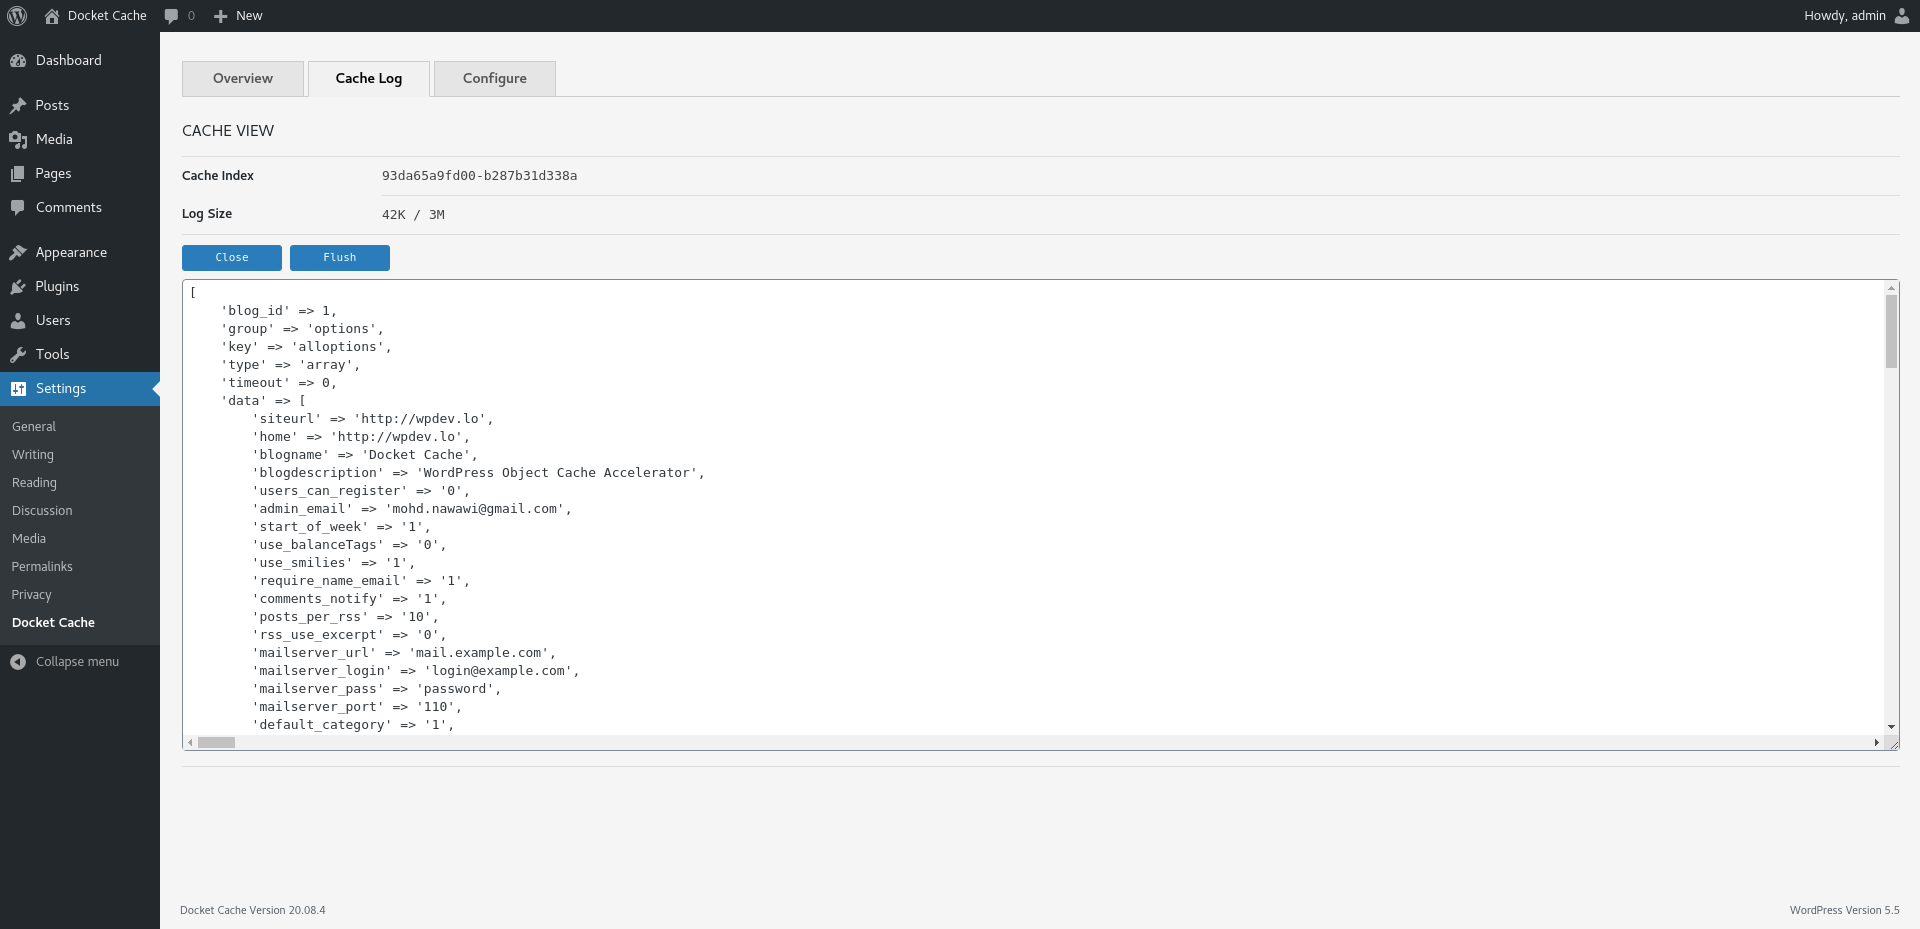 Docket Cache 0 New Howdy, admin
Dashboard
Posts
Media
Pages
Comments
Appearance
Plugins
Users
Tools
Settings
General
Writing
Reading
Discussion
Media
Permalinks
Privacy
Docket Cache
Collapse menu
Overview Cache Log Configure
CACHE VIEW
Cache Index 93da65a9fd00-b287b31d338a
Log Size 42K / 3M
Close Flush
[
    'blog_id' => 1,
    'group' => 'options',
    'key' => 'alloptions',
    'type' => 'array',
    'timeout' => 0,
    'data' => [
        'siteurl' => 'http://wpdev.lo',
        'home' => 'http://wpdev.lo',
        'blogname' => 'Docket Cache',
        'blogdescription' => 'WordPress Object Cache Accelerator',
        'users_can_register' => '0',
        'admin_email' => 'mohd.nawawi@gmail.com',
        'start_of_week' => '1',
        'use_balanceTags' => '0',
        'use_smilies' => '1',
        'require_name_email' => '1',
        'comments_notify' => '1',
        'posts_per_rss' => '10',
        'rss_use_excerpt' => '0',
        'mailserver_url' => 'mail.example.com',
        'mailserver_login' => 'login@example.com',
        'mailserver_pass' => 'password',
        'mailserver_port' => '110',
        'default_category' => '1',
Docket Cache Version 20.08.4 WordPress Version 5.5